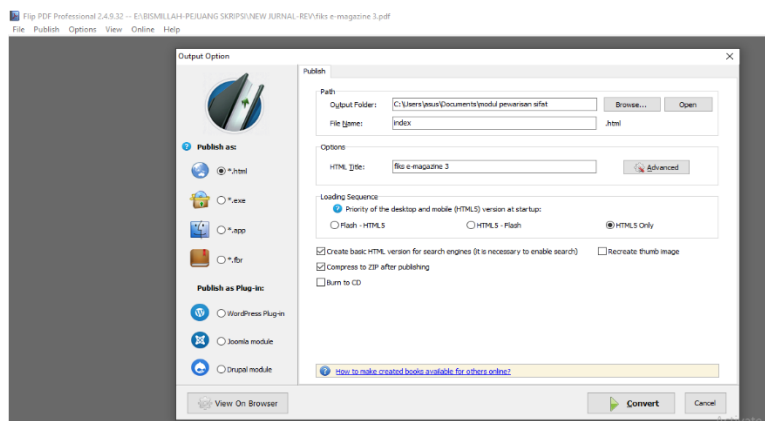 Flip PDF Professional 2.4.9.32 -- E:\BISMILLAH-PEJUANG SKRIPSI\NEW JURNAL-REV\fiks e-magazine 3.pdf
File Publish Options View Online Help
Output Option
Publish
Path
Output Folder: C:\Users\asus\Documents\modul pewarisan sifat Browse... Open
File Name: index .html
Publish as:
Options
*.html
HTML Title: fiks e-magazine 3 Advanced
*.exe
Loading Sequence
Priority of the desktop and mobile (HTML5) version at startup:
*.app
Flash - HTML5 HTML5 - Flash HTML5 Only
*.fbr
Create basic HTML version for search engines (it is necessary to enable search) Recreate thumb image
Compress to ZIP after publishing
Burn to CD
Publish as Plug-in:
WordPress Plug-in
Joomla module
Drupal module
How to make created books available for others online?
View On Browser Convert Cancel